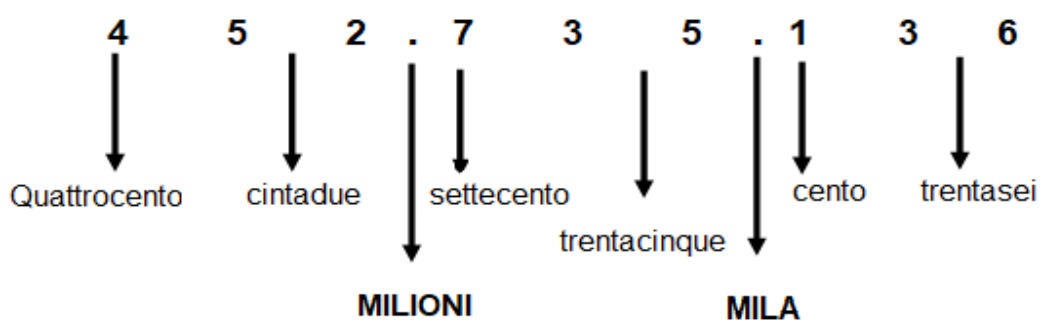 4 5 2 . 7 3 5 . 1 3 6
Quattrocento cintadue settecento cento trentasei
trentacinque
MILIONI MILA